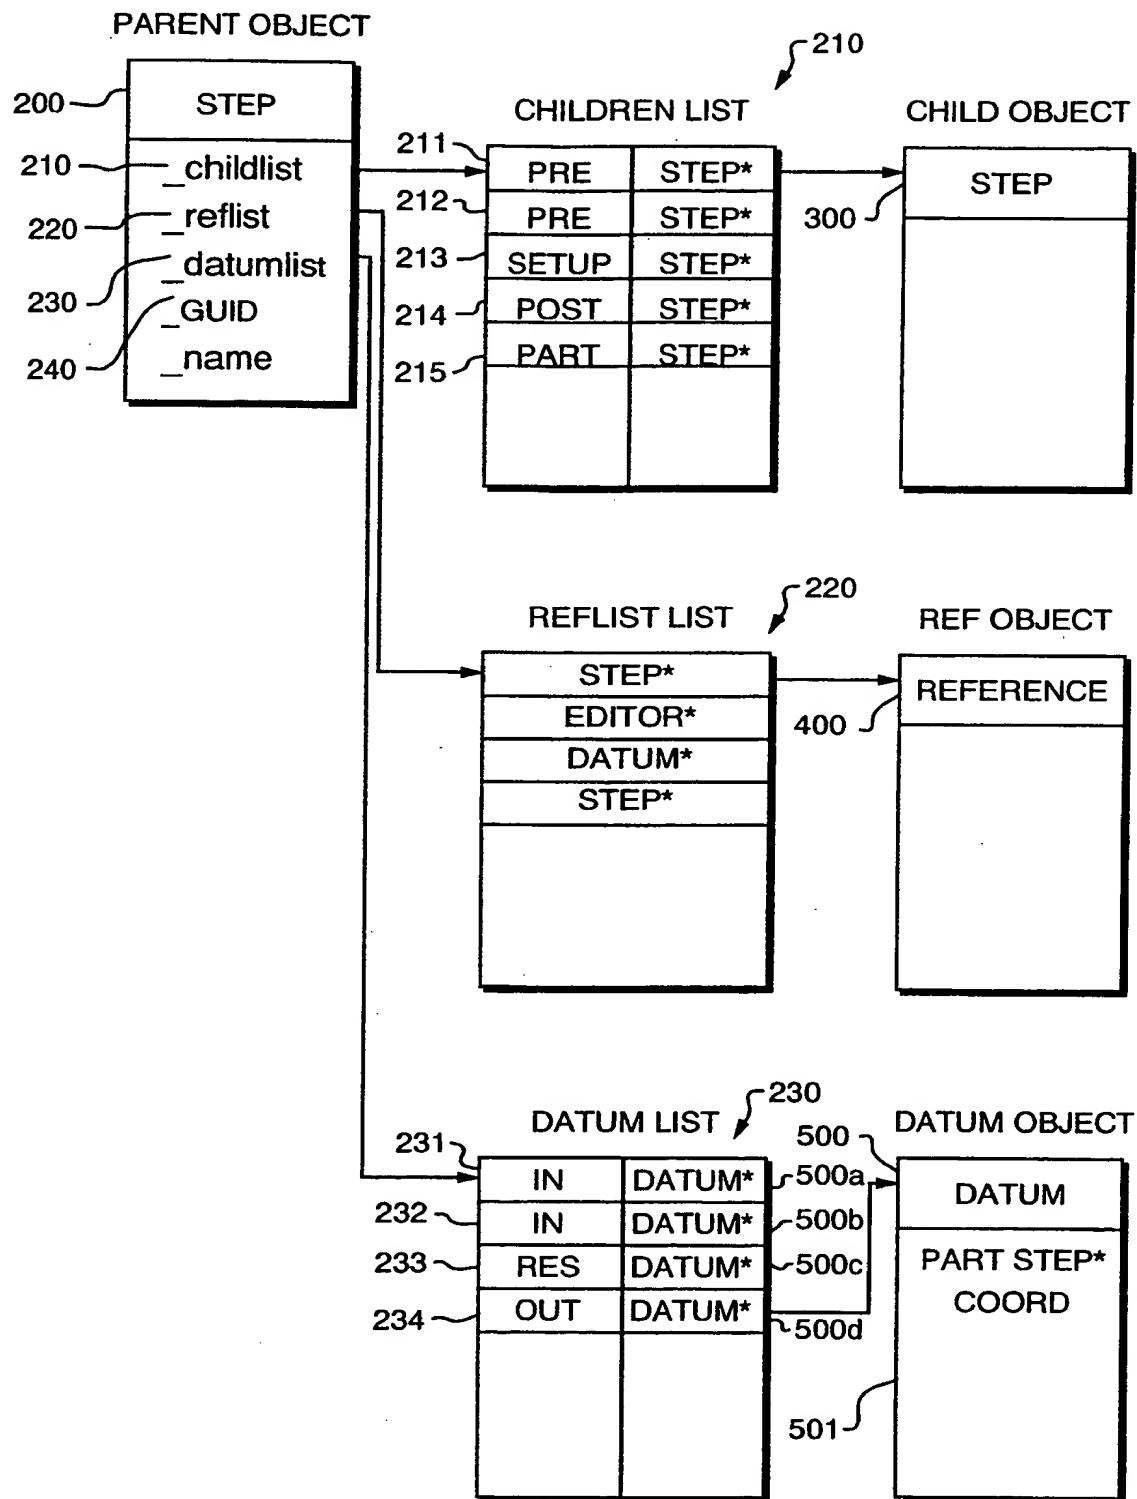 PARENT OBJECT
200
STEP
210
_childlist
220
_reflist
230
_datumlist
_GUID
240
_name
210
CHILDREN LIST
211
PRE STEP*
212
PRE STEP*
213
SETUP STEP*
214
POST STEP*
215
PART STEP*
CHILD OBJECT
STEP
300
220
REFLIST LIST
STEP*
EDITOR*
DATUM*
STEP*
REF OBJECT
REFERENCE
400
230
DATUM LIST
231
IN DATUM* 500a
232
IN DATUM* 500b
233
RES DATUM* 500c
234
OUT DATUM* 500d
DATUM OBJECT
500
DATUM
PART STEP*
COORD
501